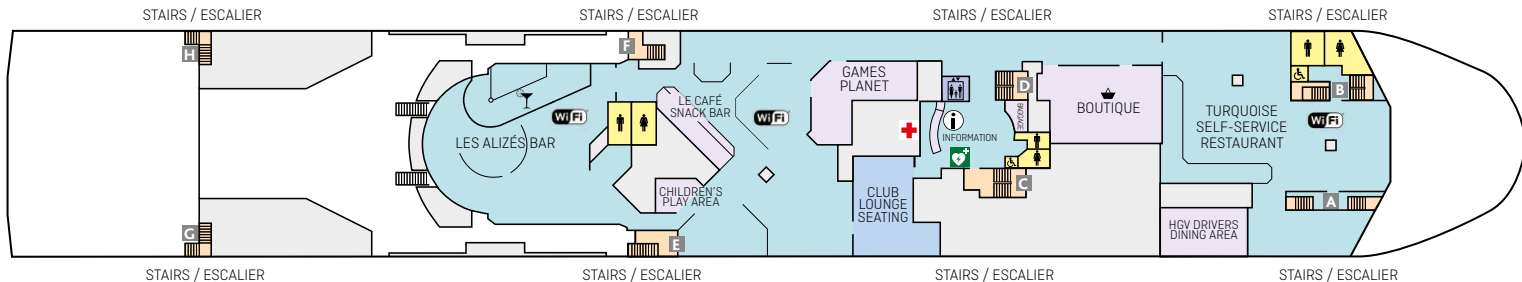 STAIRS / ESCALIER
STAIRS / ESCALIER
STAIRS / ESCALIER
STAIRS / ESCALIER
H
F
D
B
GAMES
PLANET
LE CAFÉ
SNACK BAR
WiFi
WiFi
WiFi
BAGGAGE
BOUTIQUE
i
INFORMATION
TURQUOISE
SELF-SERVICE
RESTAURANT
LES ALIZÉS BAR
CHILDREN'S
PLAY AREA
CLUB
LOUNGE
SEATING
HGV DRIVERS
DINING AREA
G
E
C
A
STAIRS / ESCALIER
STAIRS / ESCALIER
STAIRS / ESCALIER
STAIRS / ESCALIER